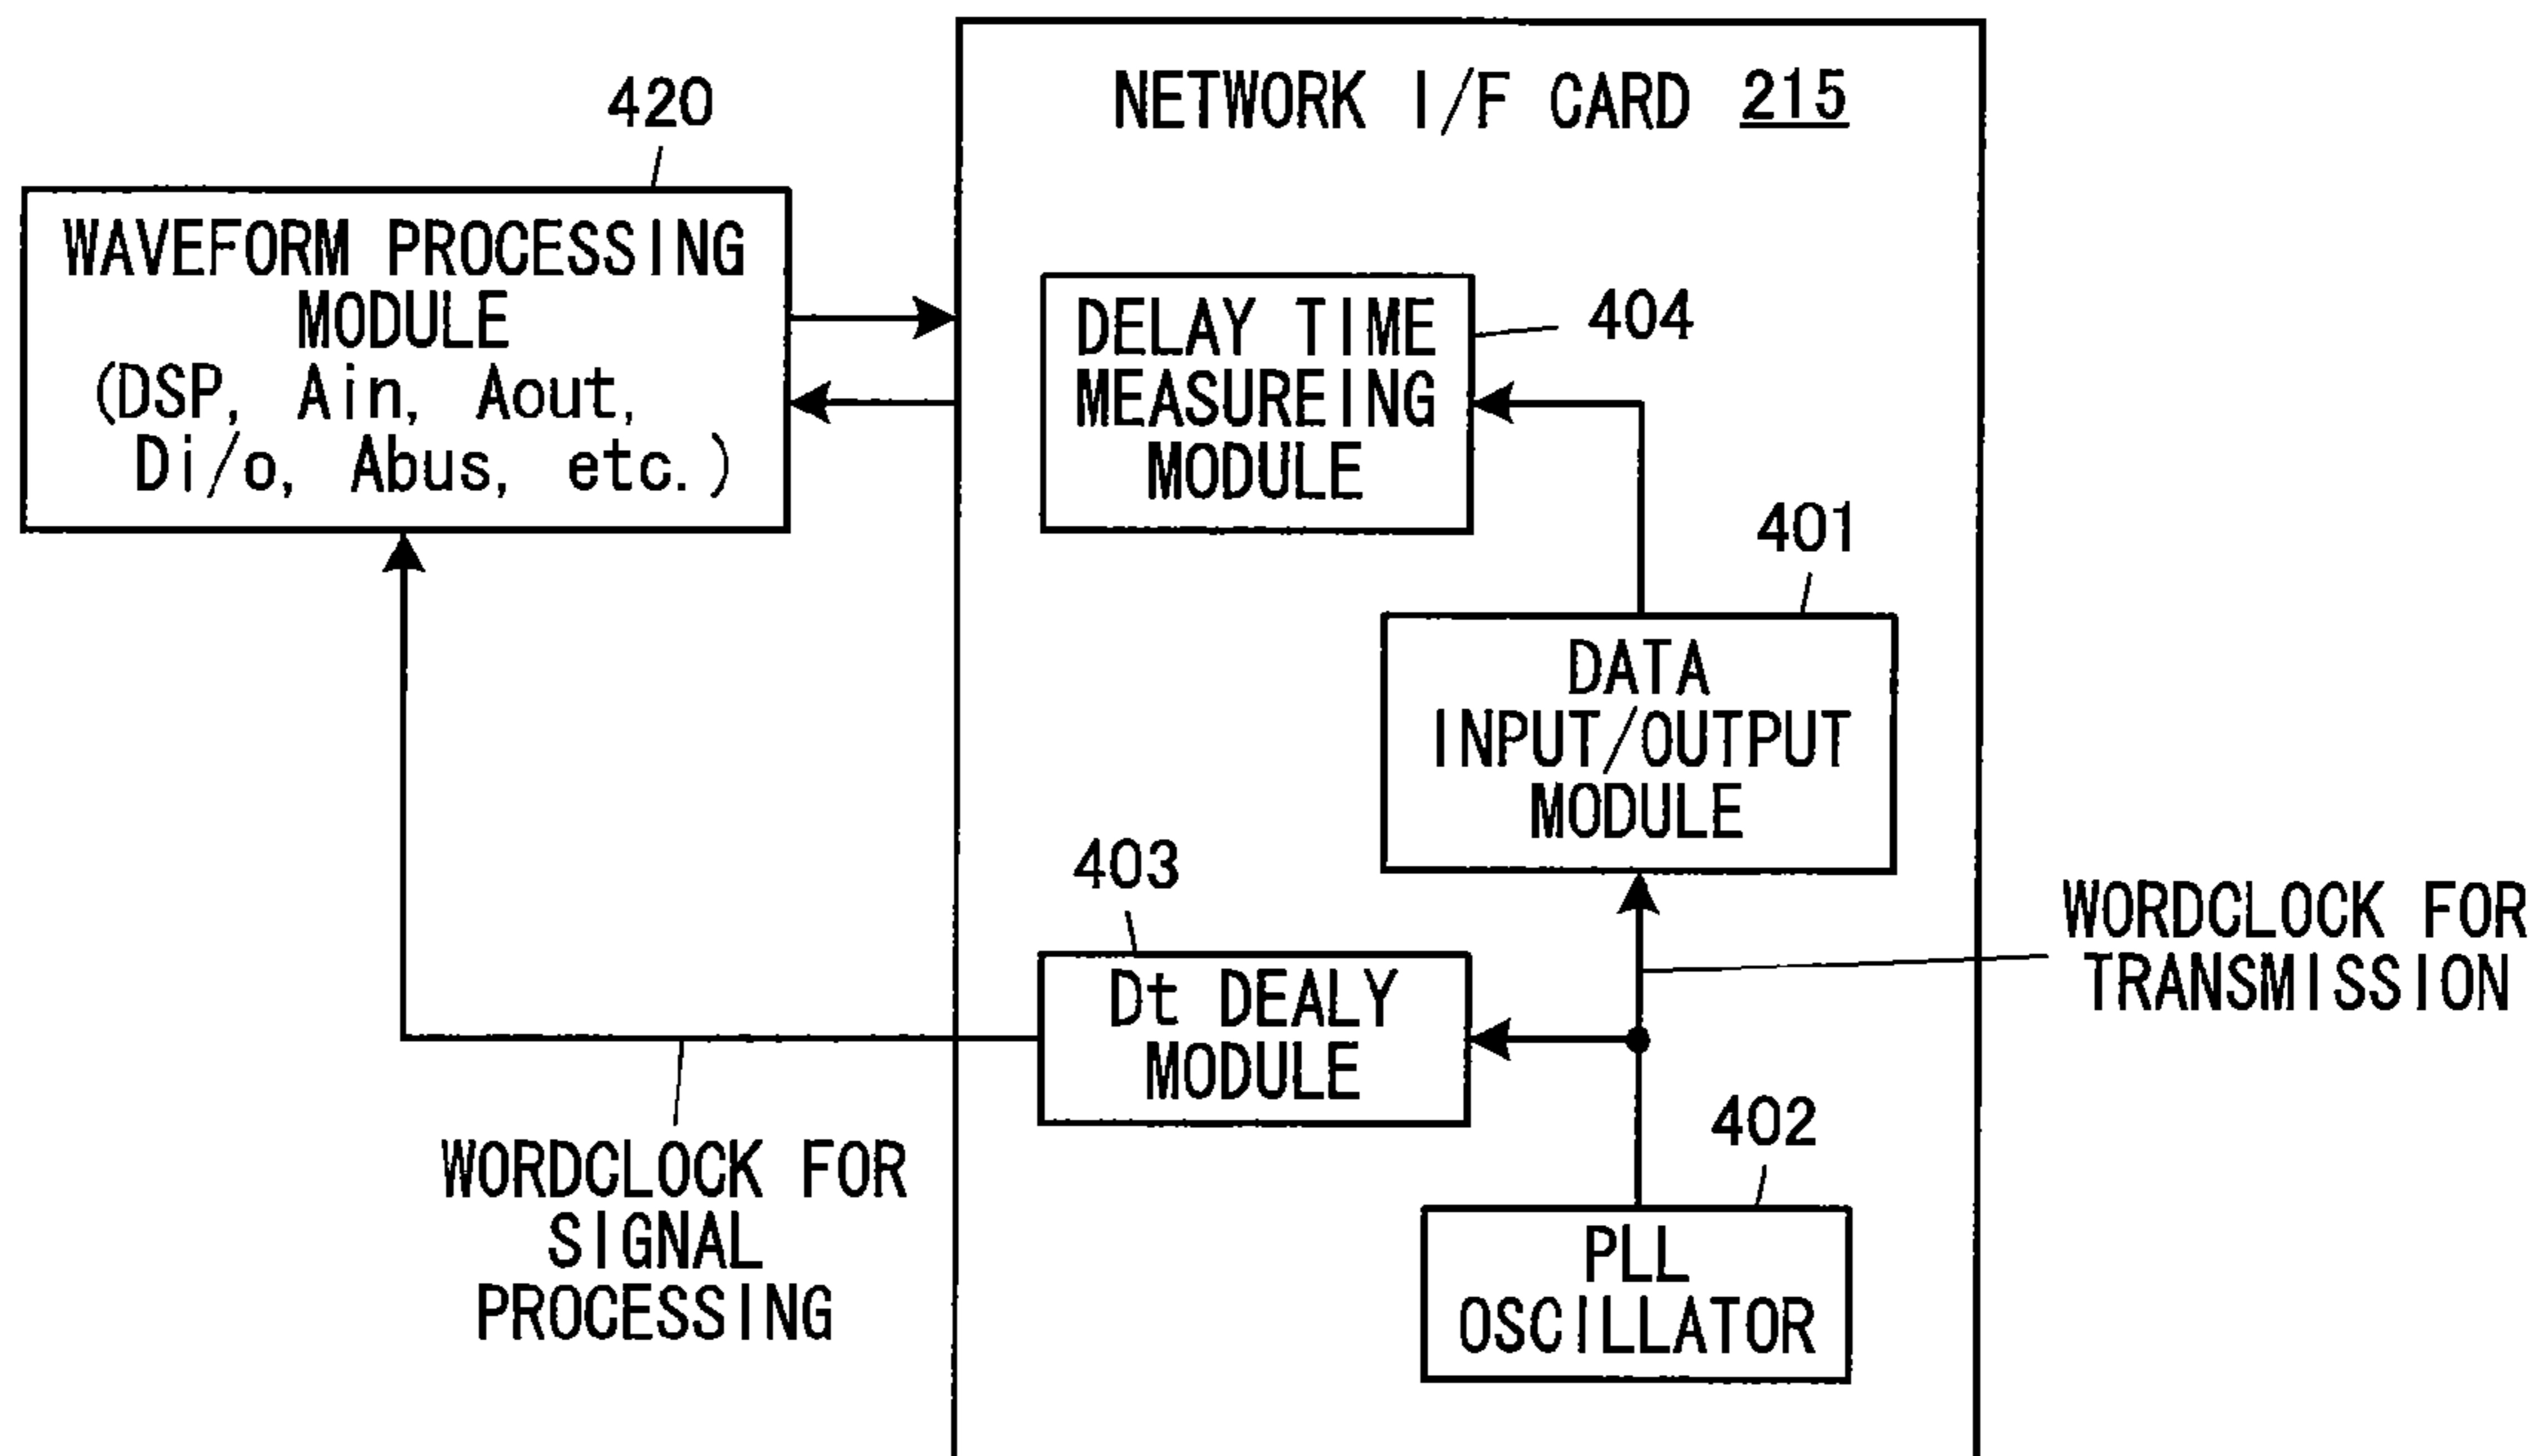 NETWORK I/F CARD 215
420
WAVEFORM PROCESSING
MODULE
(DSP, Ain, Aout,
Di/o, Abus, etc.)
DELAY TIME
MEASUREING
MODULE
404
401
DATA
INPUT/OUTPUT
MODULE
403
Dt DEALY
MODULE
WORDCLOCK FOR
TRANSMISSION
402
PLL
OSCILLATOR
WORDCLOCK FOR
SIGNAL
PROCESSING